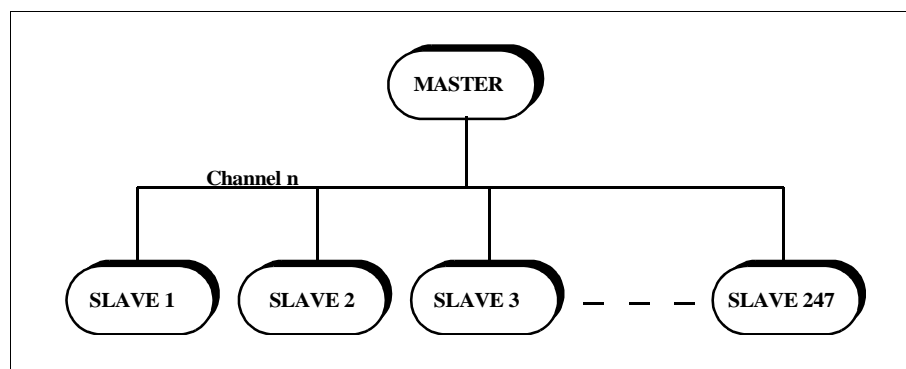 MASTER
Channel n
SLAVE 1
SLAVE 2
SLAVE 3
SLAVE 247